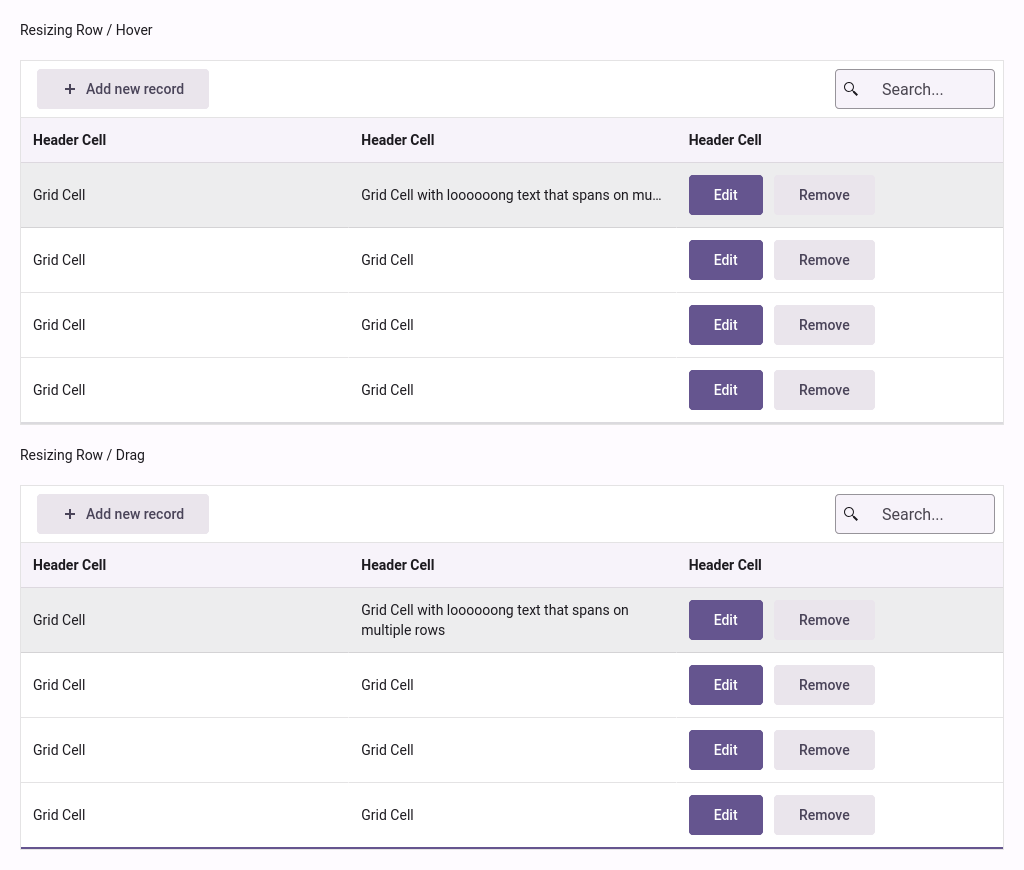 Resizing Row / Hover
Add new record
Search...
Header Cell Header Cell Header Cell
Grid Cell Grid Cell with loooooong text that spans on mu... Edit Remove
Grid Cell Grid Cell Edit Remove
Grid Cell Grid Cell Edit Remove
Grid Cell Grid Cell Edit Remove
Resizing Row / Drag
Add new record
Search...
Header Cell Header Cell Header Cell
Grid Cell Grid Cell with loooooong text that spans on
multiple rows Edit Remove
Grid Cell Grid Cell Edit Remove
Grid Cell Grid Cell Edit Remove
Grid Cell Grid Cell Edit Remove